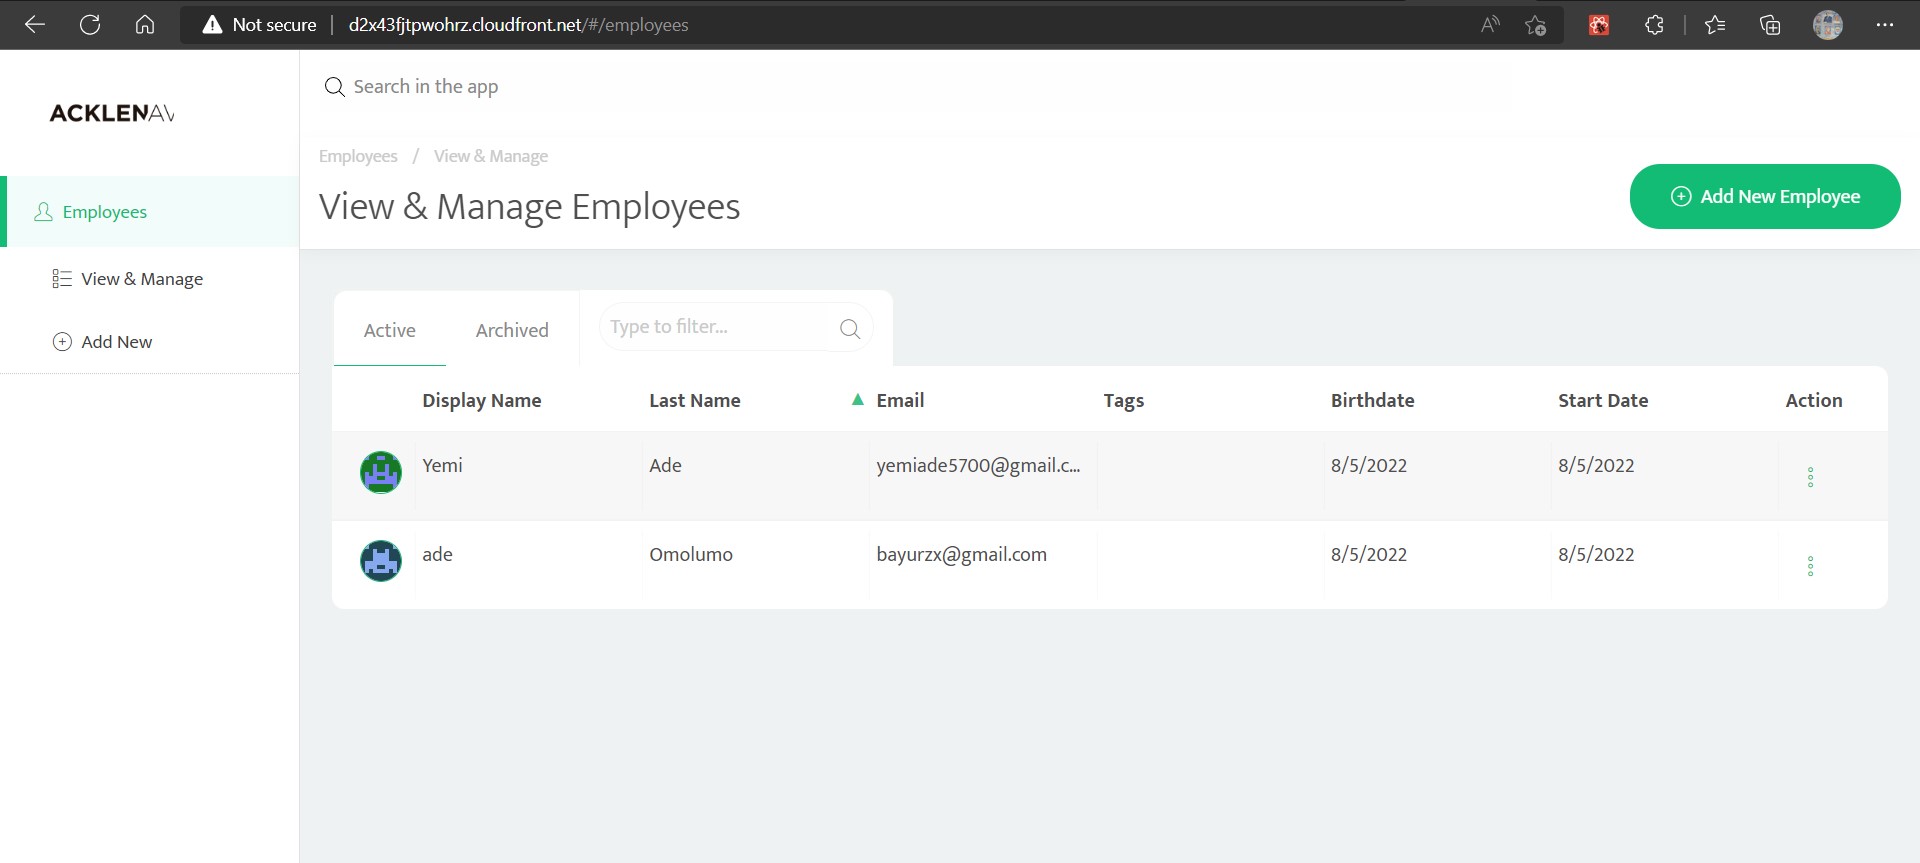 Not secure d2x43fjtpwohrz.cloudfront.net/#/employees
Search in the app
ACKLENAV
Employees / View & Manage
View & Manage Employees
Add New Employee
Employees
View & Manage
Add New
Active Archived Type to filter...
Display Name Last Name Email Tags Birthdate Start Date Action
Yemi Ade yemiade5700@gmail.c... 8/5/2022 8/5/2022
ade Omolumo bayurzx@gmail.com 8/5/2022 8/5/2022